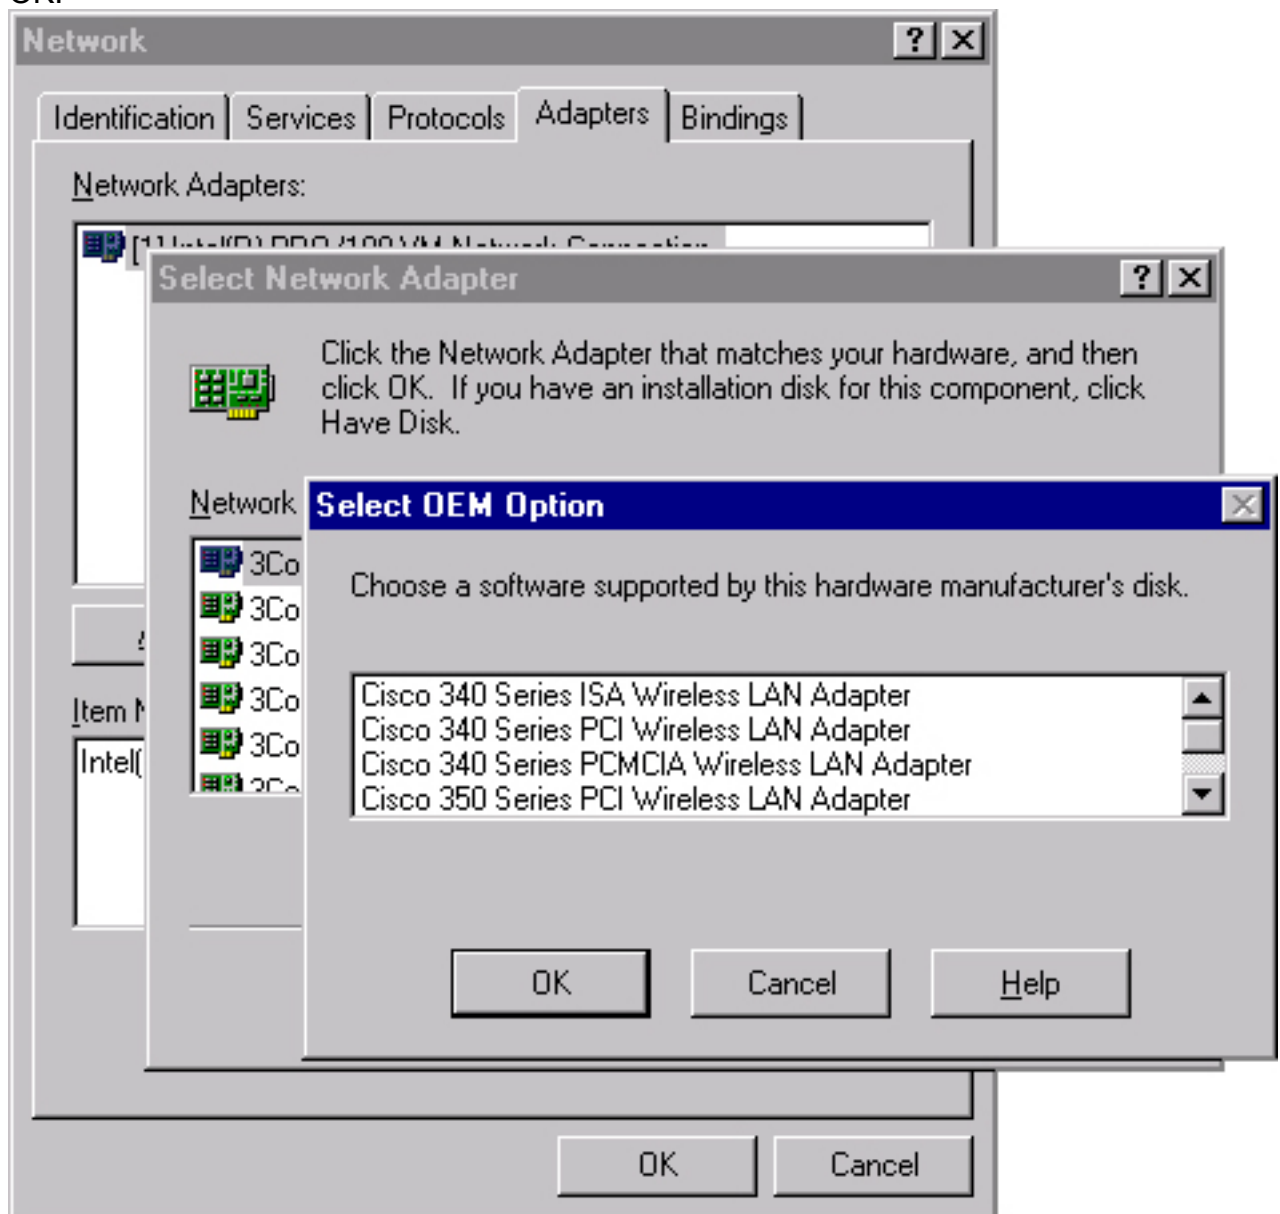 Network
Identification Services Protocols Adapters Bindings
Network Adapters:
Select Network Adapter
Click the Network Adapter that matches your hardware, and then
click OK. If you have an installation disk for this component, click
Have Disk.
Network
Select OEM Option
3Co
Choose a software supported by this hardware manufacturer's disk.
3Co
3Co
3Co
3Co
Cisco 340 Series ISA Wireless LAN Adapter
Cisco 340 Series PCI Wireless LAN Adapter
Cisco 340 Series PCMCIA Wireless LAN Adapter
Cisco 350 Series PCI Wireless LAN Adapter
Item
Intel(
OK Cancel Help
OK Cancel